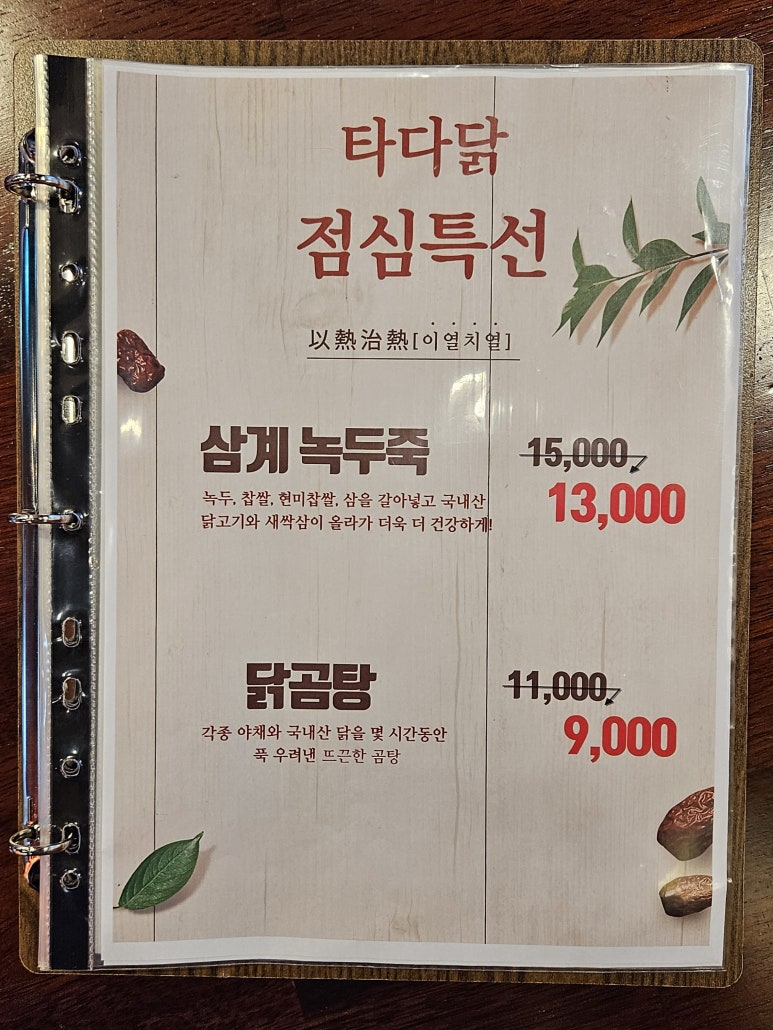 타다닭
점심특선
以熱治熱[이열치열]
삼계 녹두죽
15,000
13,000
녹두, 찹쌀, 현미찹쌀, 삼을 갈아넣고 국내산
닭고기와 새싹삼이 올라가 더욱 더 건강하게!
닭곰탕
11,000
9,000
각종 야채와 국내산 닭을 몇 시간동안
푹 우려낸 뜨끈한 곰탕